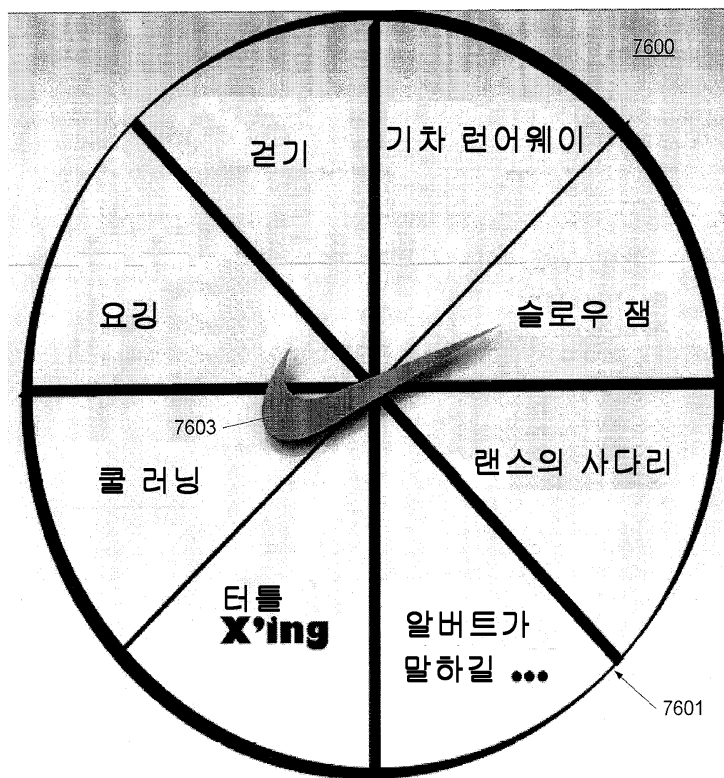 7600
걷기
기차 런어웨이
요깅
슬로우 잼
7603
쿨 러닝
랜스의 사다리
터틀
X'ing
알버트가
말하길 ...
7601